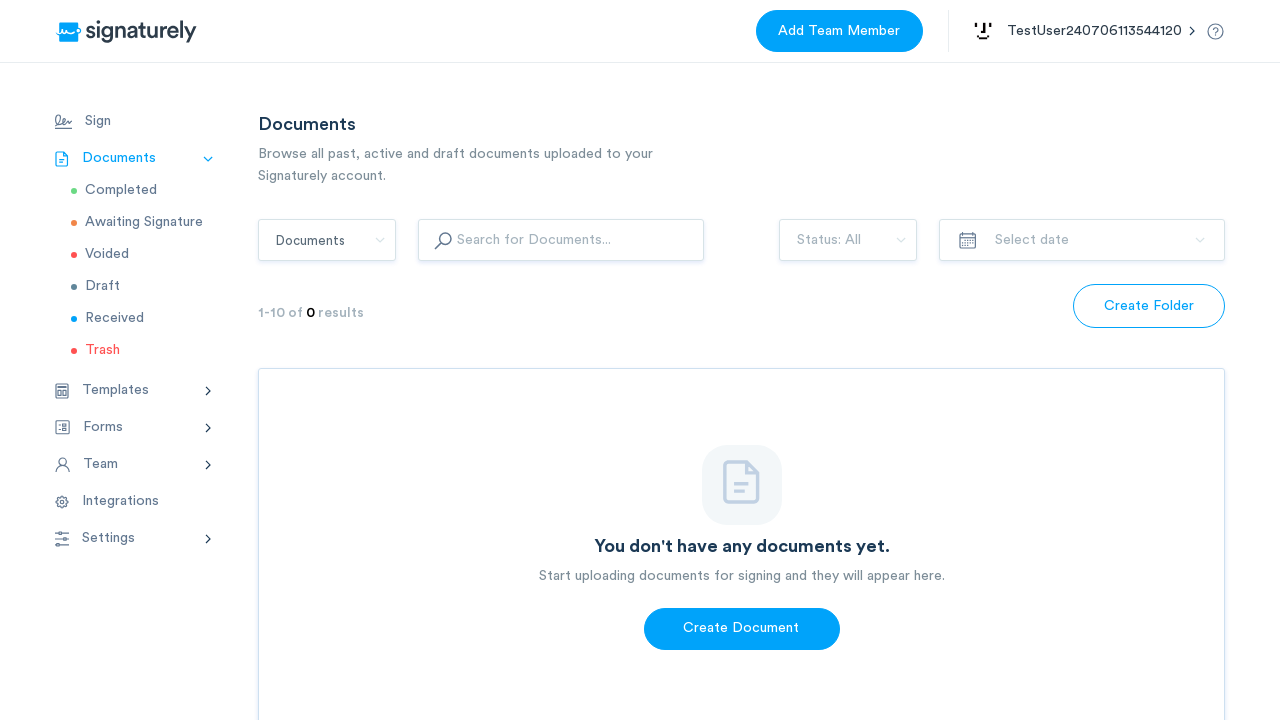 signaturely
Add Team Member
TestUser240706113544120
Sign
Documents
Completed
Awaiting Signature
Voided
Draft
Received
Trash
Templates
Forms
Team
Integrations
Settings
Documents
Browse all past, active and draft documents uploaded to your
Signaturely account.
Documents
Search for Documents...
Status: All
Select date
1-10 of 0 results
Create Folder
You don't have any documents yet.
Start uploading documents for signing and they will appear here.
Create Document